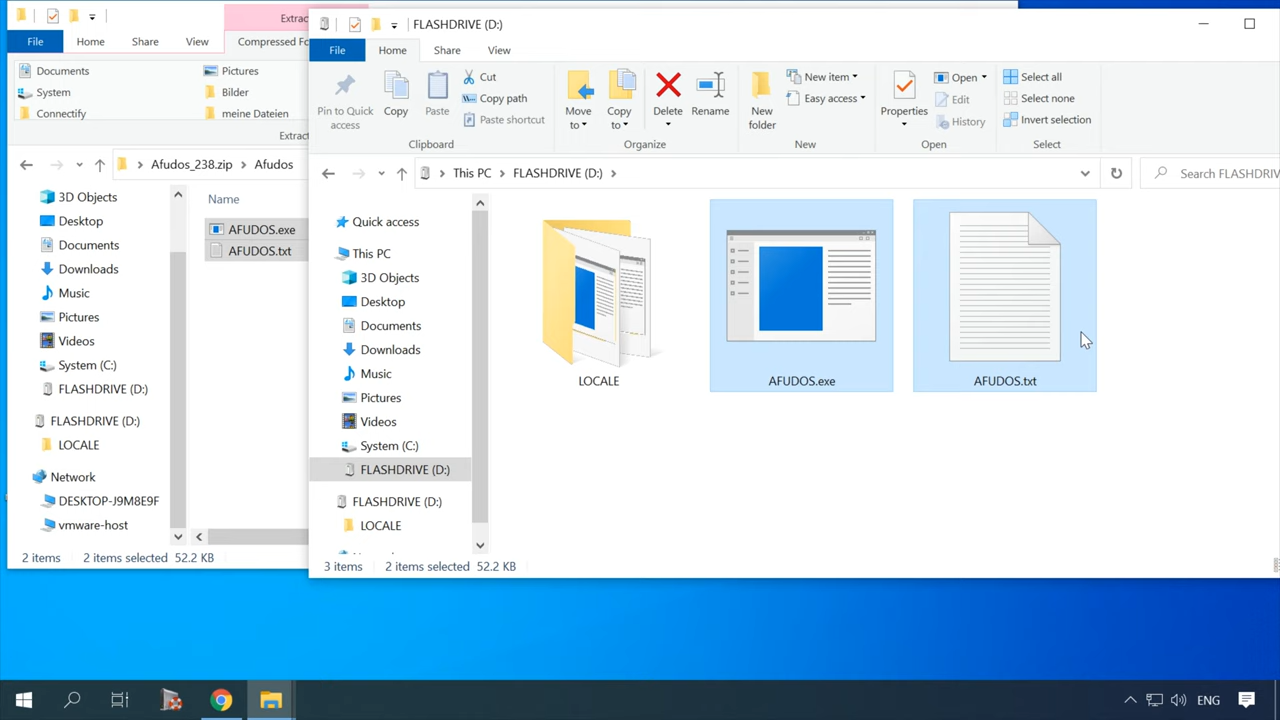 Extrac
File
Home
Share
View
Compressed Fo
Documents
Pictures
System
Bilder
Connectify
meine Dateien
Extrac
Afudos_238.zip
Afudos
3D Objects
Desktop
Documents
Downloads
Music
Pictures
Videos
System (C:)
FLASHDRIVE (D:)
FLASHDRIVE (D:)
LOCALE
Network
DESKTOP-J9M8E9F
vmware-host
Name
AFUDOS.exe
AFUDOS.txt
2 items
2 items selected 52.2 KB
FLASHDRIVE (D:)
File
Home
Share
View
Pin to Quick
access
Copy
Paste
Cut
Copy path
Paste shortcut
Clipboard
Move
to
Copy
to
Delete
Rename
Organize
New
folder
New item
Easy access
New
Properties
Open
Edit
History
Open
Select all
Select none
Invert selection
Select
This PC
FLASHDRIVE (D:)
Search FLASHDRIV
Quick access
This PC
3D Objects
Desktop
Documents
Downloads
Music
Pictures
Videos
System (C:)
FLASHDRIVE (D:)
FLASHDRIVE (D:)
LOCALE
LOCALE
AFUDOS.exe
AFUDOS.txt
3 items
2 items selected 52.2 KB
ENG